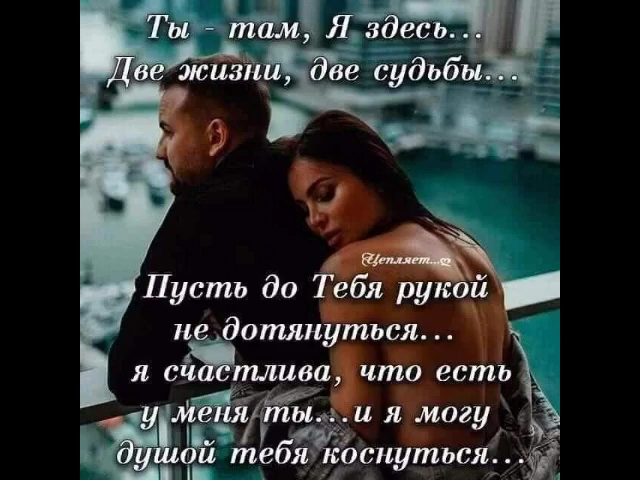 Ты - там, Я здесь...
Две жизни, две судьбы...
Цепляет...ღ
Пусть до Тебя рукой
не дотянуться...
я счастлива, что есть
у меня ты...и я могу
душой тебя коснуться...